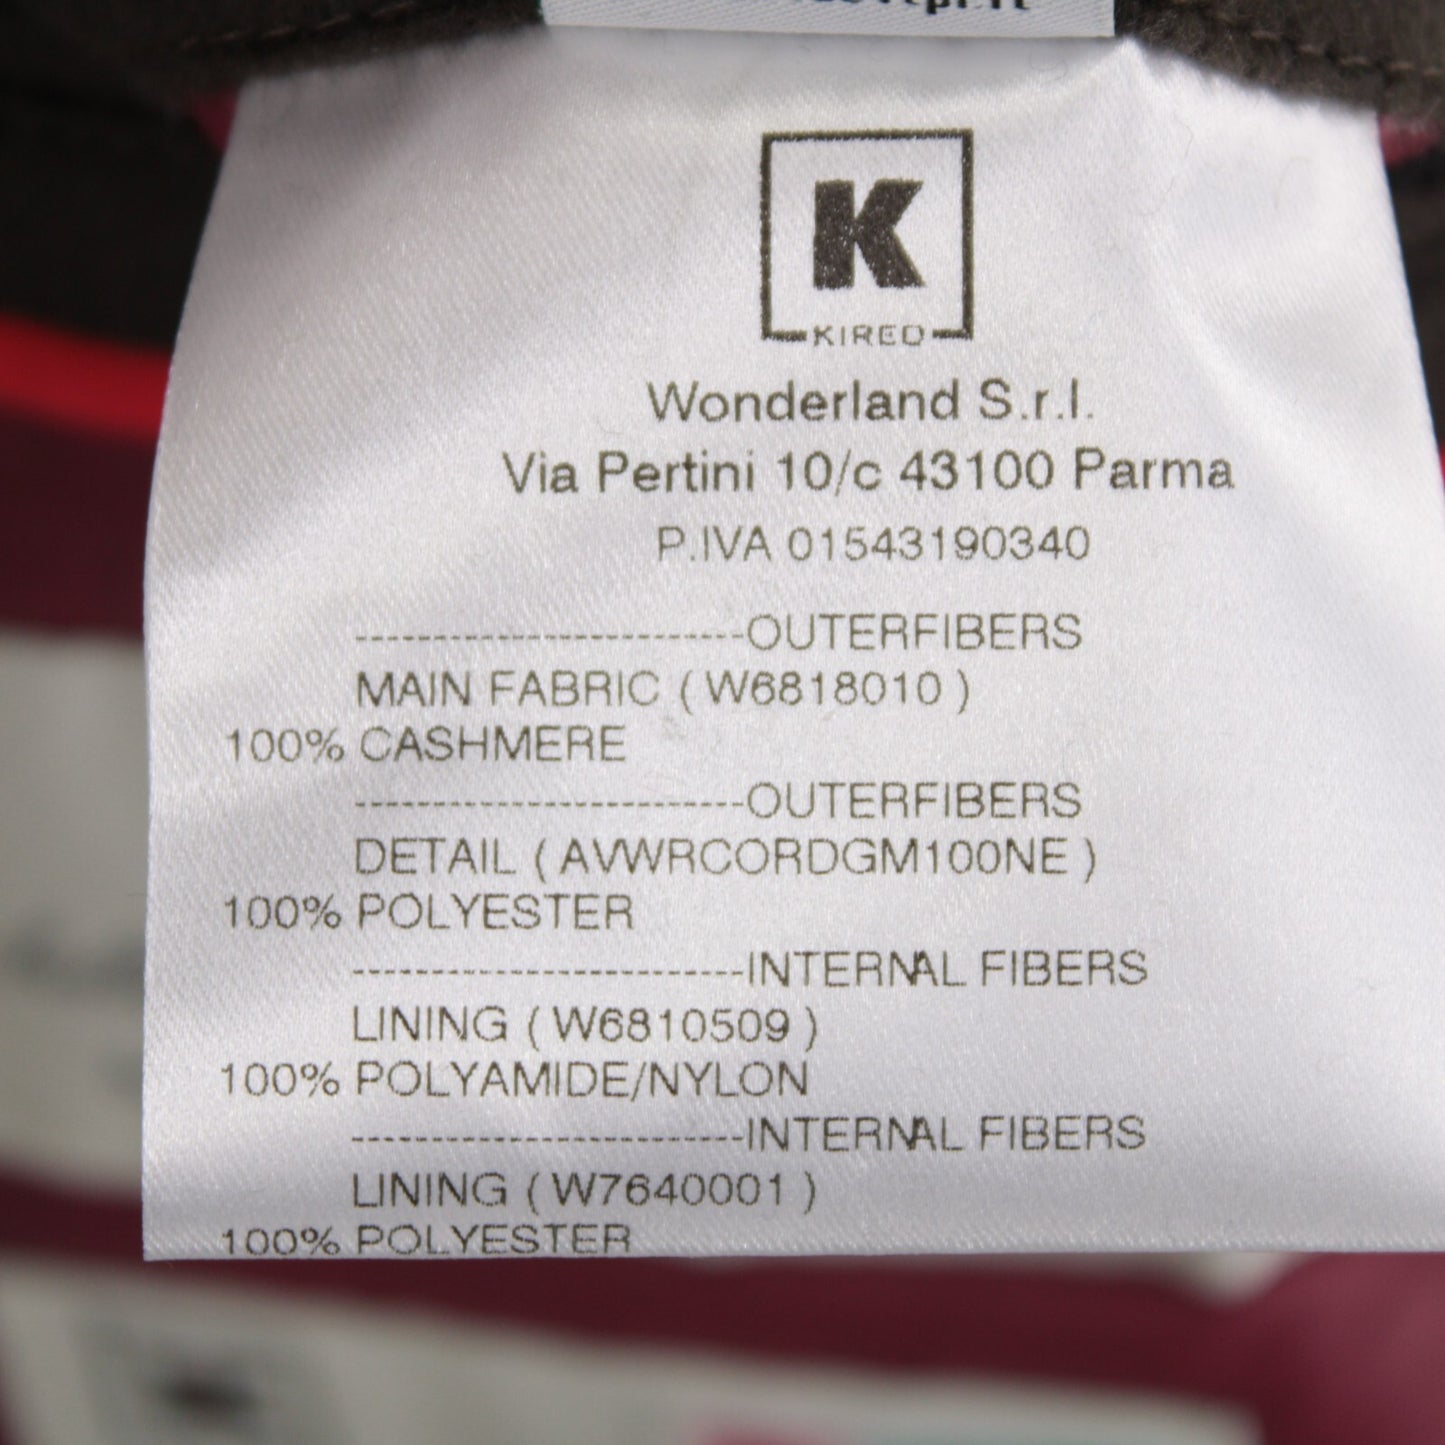 K
KIRED
Wonderland S.r.l.
Via Pertini 10/c 43100 Parma
P.IVA 01543190340
-------------------------OUTERFIBERS
MAIN FABRIC ( W6818010 )
100% CASHMERE
-------------------------OUTERFIBERS
DETAIL ( AVWRCORDGM100NE )
100% POLYESTER
-------------------------INTERNAL FIBERS
LINING ( W6810509 )
100% POLYAMIDE/NYLON
-------------------------INTERNAL FIBERS
LINING ( W7640001 )
100% POLYESTER